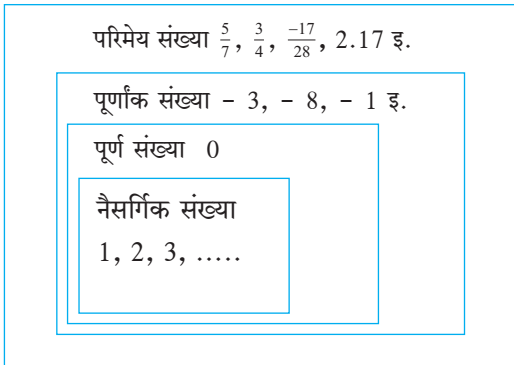 परिमेय संख्या 5/7, 3/4, -17/28, 2.17 इ.
पूर्णांक संख्या - 3, - 8, - 1 इ.
पूर्ण संख्या 0
नैसर्गिक संख्या
1, 2, 3, .....